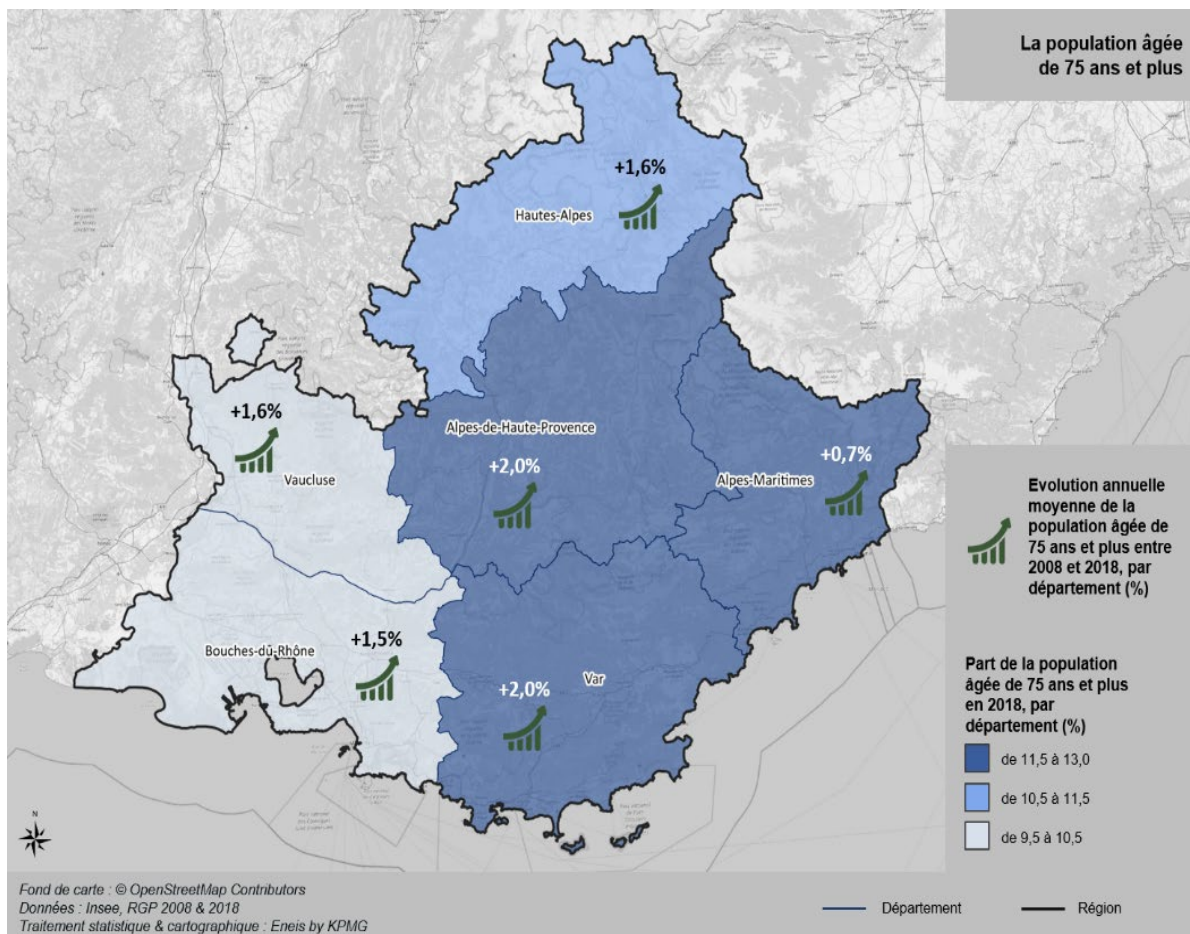 La population âgée
de 75 ans et plus
+1,6%
Hautes-Alpes
+1,6%
Vaucluse
Alpes-de-Haute-Provence
+2,0%
+0,7%
Alpes-Maritimes
+1,5%
Bouches-du-Rhône
Var
+2,0%
Evolution annuelle
moyenne de la
population âgée de
75 ans et plus entre
2008 et 2018, par
département (%)
Part de la population
âgée de 75 ans et plus
en 2018, par
département (%)
de 11,5 à 13,0
de 10,5 à 11,5
de 9,5 à 10,5
N
Fond de carte : © OpenStreetMap Contributors
Données : Insee, RGP 2008 & 2018
Traitement statistique & cartographique : Eneis by KPMG
Département
Région